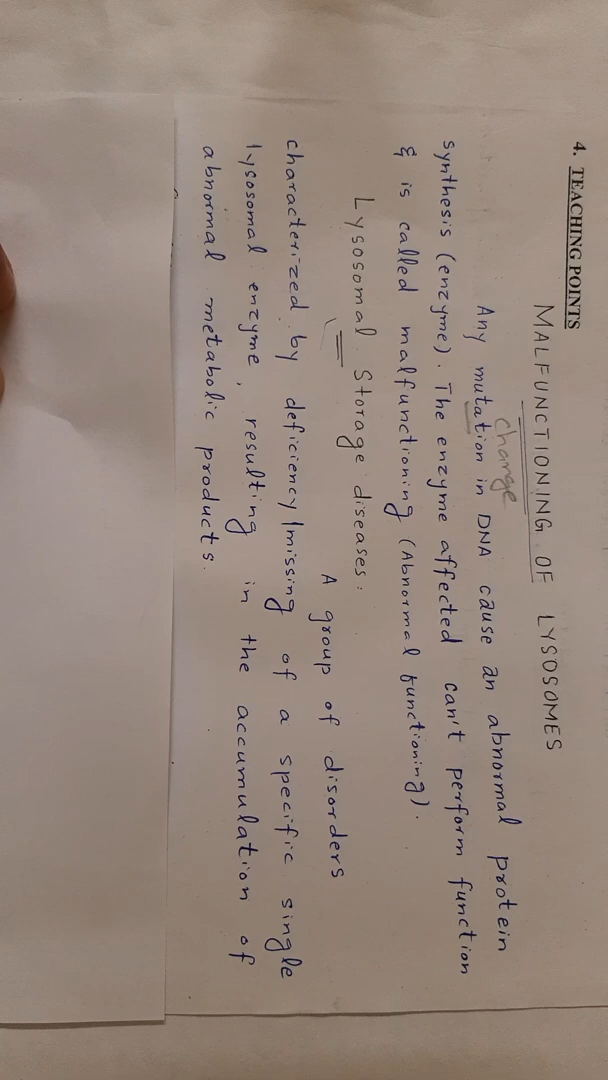 4. TEACHING POINTS
MALFUNCTIONING OF LYSOSOMES
change
Any mutation in DNA cause an abnormal protein
synthesis (enzyme). The enzyme affected can't perform function
& is called malfunctioning (Abnormal functioning).
Lysosomal Storage diseases:
A group of disorders
characterized by deficiency/missing of a specific single
lysosomal enzyme, resulting in the accumulation of
abnormal metabolic products.